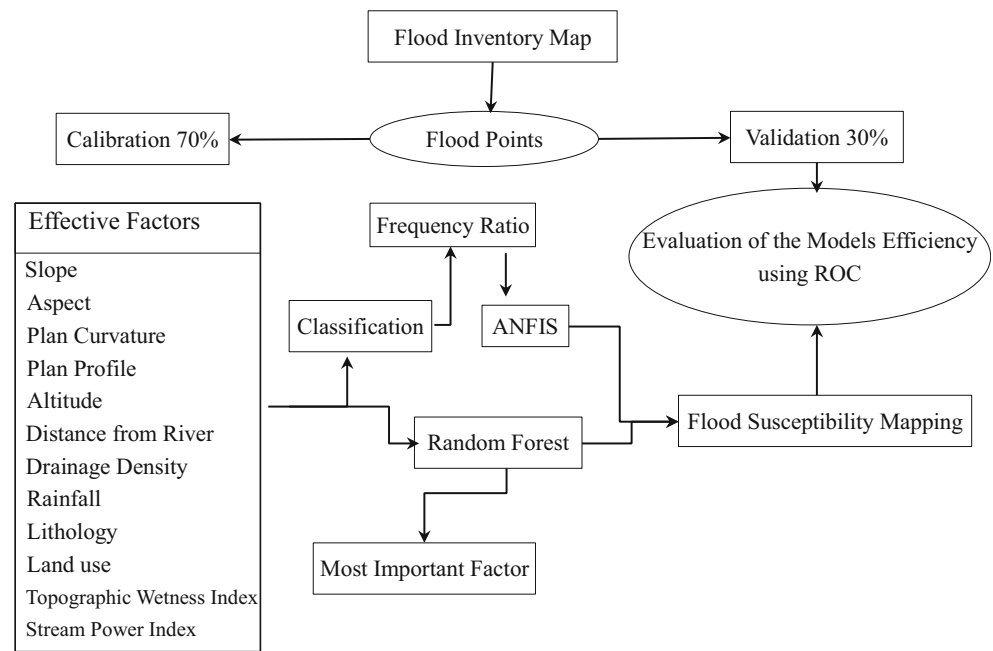 Flood Inventory Map
Calibration 70%
Flood Points
Validation 30%
Effective Factors
Slope
Aspect
Plan Curvature
Plan Profile
Altitude
Distance from River
Drainage Density
Rainfall
Lithology
Land use
Topographic Wetness Index
Stream Power Index
Frequency Ratio
Classification
ANFIS
Random Forest
Most Important Factor
Evaluation of the Models Efficiency
using ROC
Flood Susceptibility Mapping